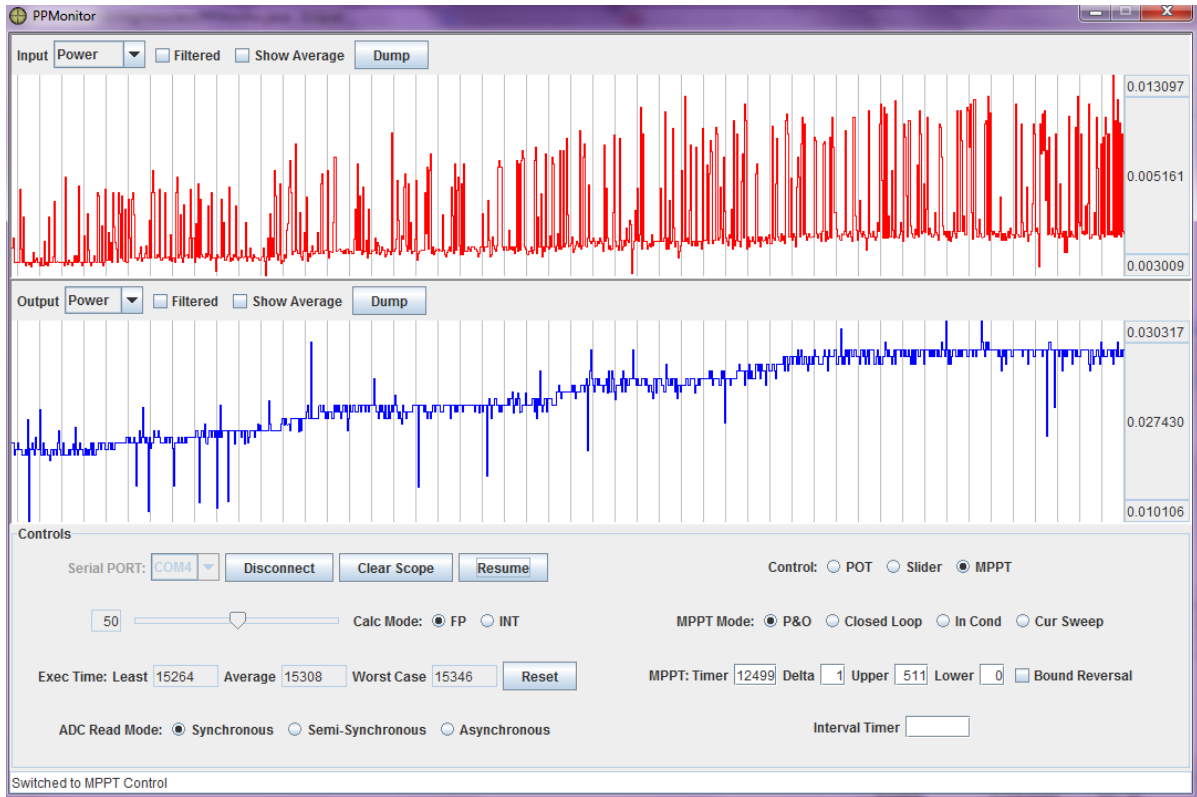 PPMonitor
Input Power Filtered Show Average Dump
0.013097
0.005161
0.003009
Output Power Filtered Show Average Dump
0.030317
0.027430
0.010106
Controls
Serial PORT: COM4 Disconnect Clear Scope Resume Control: POT Slider MPPT
50 Calc Mode: FP INT MPPT Mode: P&O Closed Loop In Cond Cur Sweep
Exec Time: Least 15264 Average 15308 Worst Case 15346 Reset MPPT: Timer 12499 Delta 1 Upper 511 Lower 0 Bound Reversal
ADC Read Mode: Synchronous Semi-Synchronous Asynchronous Interval Timer
Switched to MPPT Control